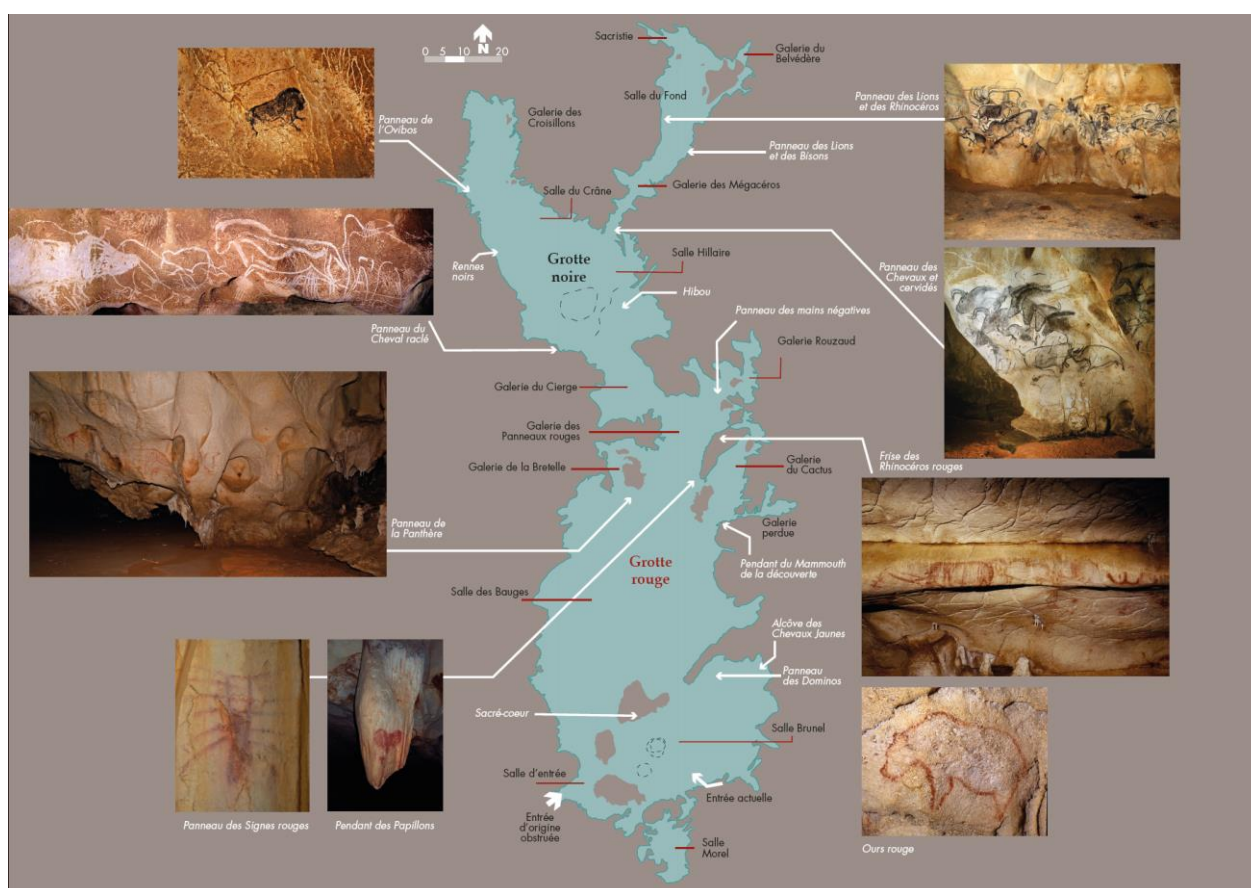 Sacristie
0 5 10 N 20
Galerie du
Belvédère
Salle du Fond
Panneau des Lions
et des Rhinocéros
Galerie des
Croisillons
Panneau de
l'Ovibos
Panneau des Lions
et des Bisons
Salle du Crâne
Galerie des Mégacéros
Rennes
noirs
Grotte
noire
Salle Hillaire
Panneau des
Chevaux et
cervidés
Hibou
Panneau des mains négatives
Panneau du
Cheval raclé
Galerie Rouzaud
Galerie du Cierge
Galerie des
Panneaux rouges
Galerie de la Bretelle
Galerie
du Cactus
Frise des
Rhinocéros rouges
Panneau de
la Panthère
Galerie
perdue
Pendant du Mammouth
de la découverte
Grotte
rouge
Salle des Bauges
Alcôve des
Chevaux Jaunes
Panneau
des Dominos
Sacré-coeur
Salle Brunel
Salle d'entrée
Entrée actuelle
Entrée
d'origine
obstruée
Panneau des Signes rouges
Pendant des Papillons
Salle
Morel
Ours rouge